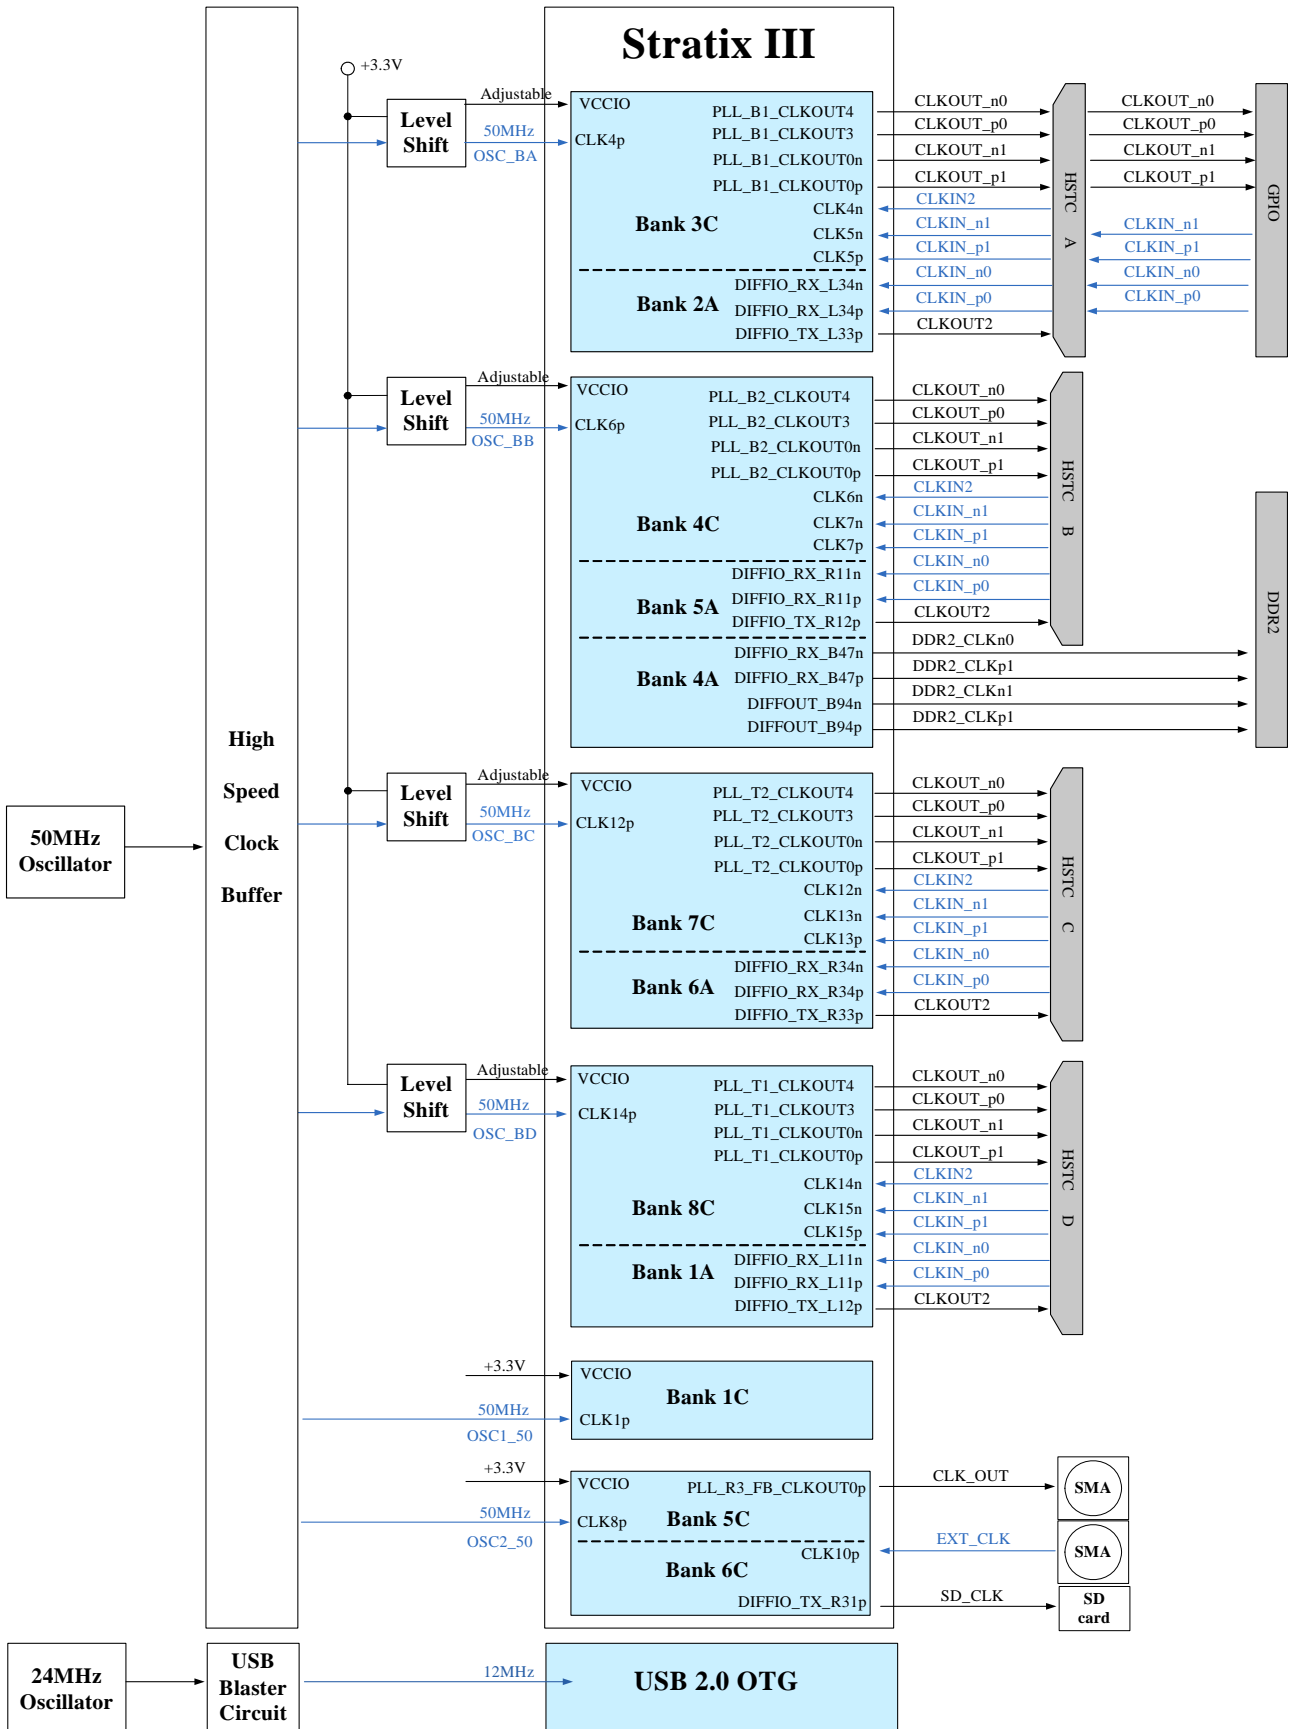 Stratix III
+3.3V
Level
Shift
Adjustable
50MHz
OSC_BA
VCCIO
CLK4p
Bank 3C
Bank 2A
PLL_B1_CLKOUT4
PLL_B1_CLKOUT3
PLL_B1_CLKOUT0n
PLL_B1_CLKOUT0p
CLK4n
CLK5n
CLK5p
DIFFIO_RX_L34n
DIFFIO_RX_L34p
DIFFIO_TX_L33p
CLKOUT_n0
CLKOUT_p0
CLKOUT_n1
CLKOUT_p1
CLKIN2
CLKIN_n1
CLKIN_p1
CLKIN_n0
CLKIN_p0
CLKOUT2
HSTC A
CLKOUT_n0
CLKOUT_p0
CLKOUT_n1
CLKOUT_p1
CLKIN_n1
CLKIN_p1
CLKIN_n0
CLKIN_p0
GPIO
Level
Shift
Adjustable
50MHz
OSC_BB
VCCIO
CLK6p
Bank 4C
Bank 5A
Bank 4A
PLL_B2_CLKOUT4
PLL_B2_CLKOUT3
PLL_B2_CLKOUT0n
PLL_B2_CLKOUT0p
CLK6n
CLK7n
CLK7p
DIFFIO_RX_R11n
DIFFIO_RX_R11p
DIFFIO_TX_R12p
DIFFIO_RX_B47n
DIFFIO_RX_B47p
DIFFOUT_B94n
DIFFOUT_B94p
CLKOUT_n0
CLKOUT_p0
CLKOUT_n1
CLKOUT_p1
CLKIN2
CLKIN_n1
CLKIN_p1
CLKIN_n0
CLKIN_p0
CLKOUT2
DDR2_CLKn0
DDR2_CLKp1
DDR2_CLKn1
DDR2_CLKp1
HSTC B
DDR2
50MHz
Oscillator
High
Speed
Clock
Buffer
Level
Shift
Adjustable
50MHz
OSC_BC
VCCIO
CLK12p
Bank 7C
Bank 6A
PLL_T2_CLKOUT4
PLL_T2_CLKOUT3
PLL_T2_CLKOUT0n
PLL_T2_CLKOUT0p
CLK12n
CLK13n
CLK13p
DIFFIO_RX_R34n
DIFFIO_RX_R34p
DIFFIO_TX_R33p
CLKOUT_n0
CLKOUT_p0
CLKOUT_n1
CLKOUT_p1
CLKIN2
CLKIN_n1
CLKIN_p1
CLKIN_n0
CLKIN_p0
CLKOUT2
HSTC C
Level
Shift
Adjustable
50MHz
OSC_BD
VCCIO
CLK14p
Bank 8C
Bank 1A
PLL_T1_CLKOUT4
PLL_T1_CLKOUT3
PLL_T1_CLKOUT0n
PLL_T1_CLKOUT0p
CLK14n
CLK15n
CLK15p
DIFFIO_RX_L11n
DIFFIO_RX_L11p
DIFFIO_TX_L12p
CLKOUT_n0
CLKOUT_p0
CLKOUT_n1
CLKOUT_p1
CLKIN2
CLKIN_n1
CLKIN_p1
CLKIN_n0
CLKIN_p0
CLKOUT2
HSTC D
+3.3V
50MHz
OSC1_50
VCCIO
CLK1p
Bank 1C
+3.3V
50MHz
OSC2_50
VCCIO
CLK8p
Bank 5C
Bank 6C
PLL_R3_FB_CLKOUT0p
CLK10p
DIFFIO_TX_R31p
CLK_OUT
EXT_CLK
SD_CLK
SMA
SMA
SD
card
24MHz
Oscillator
USB
Blaster
Circuit
12MHz
USB 2.0 OTG